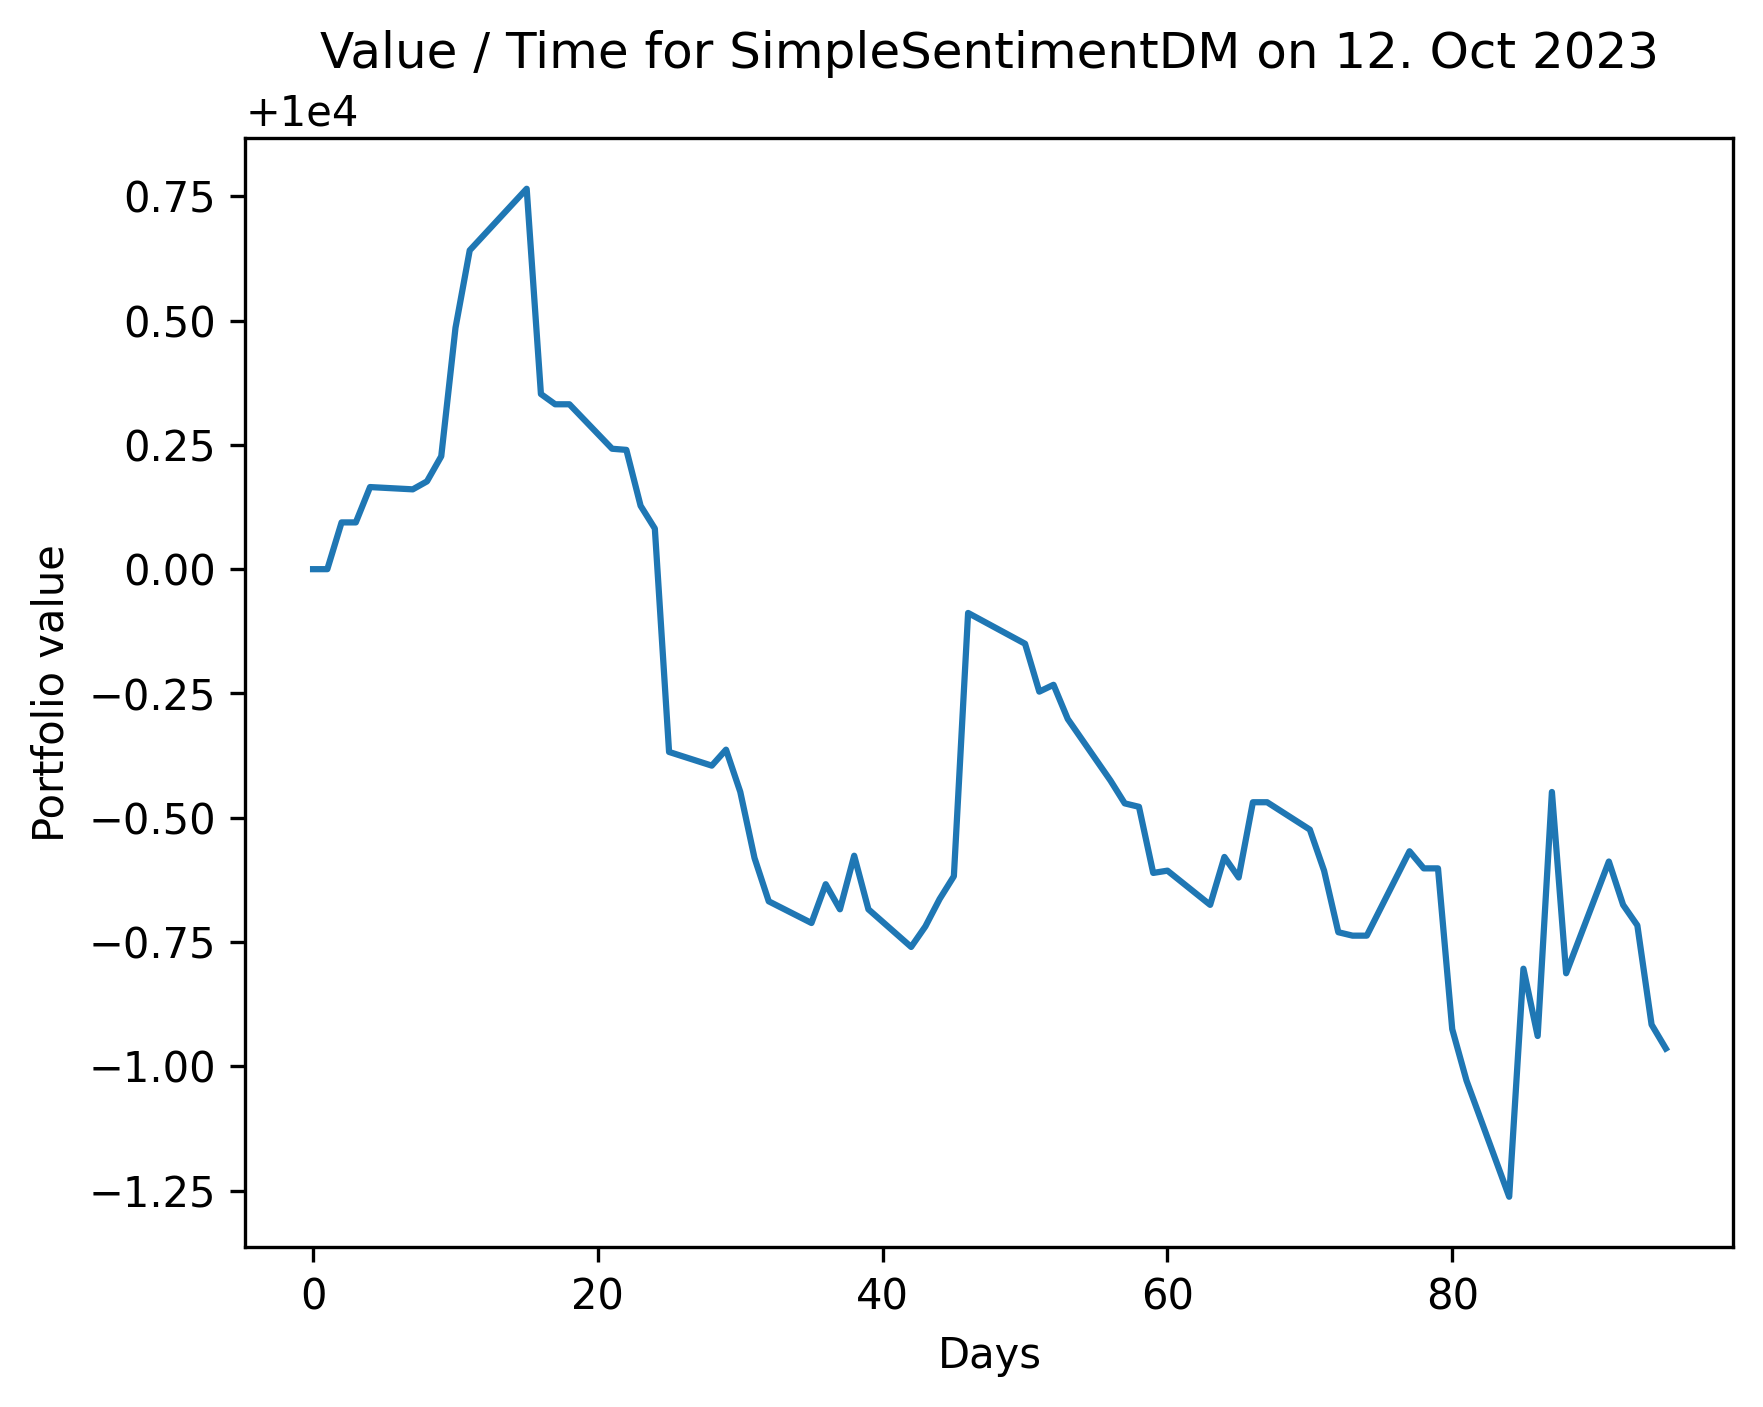 Value / Time for SimpleSentimentDM on 12. Oct 2023
+1e4
0.75
0.50
0.25
0.00
−0.25
−0.50
−0.75
−1.00
−1.25
Portfolio value
0 20 40 60 80
Days